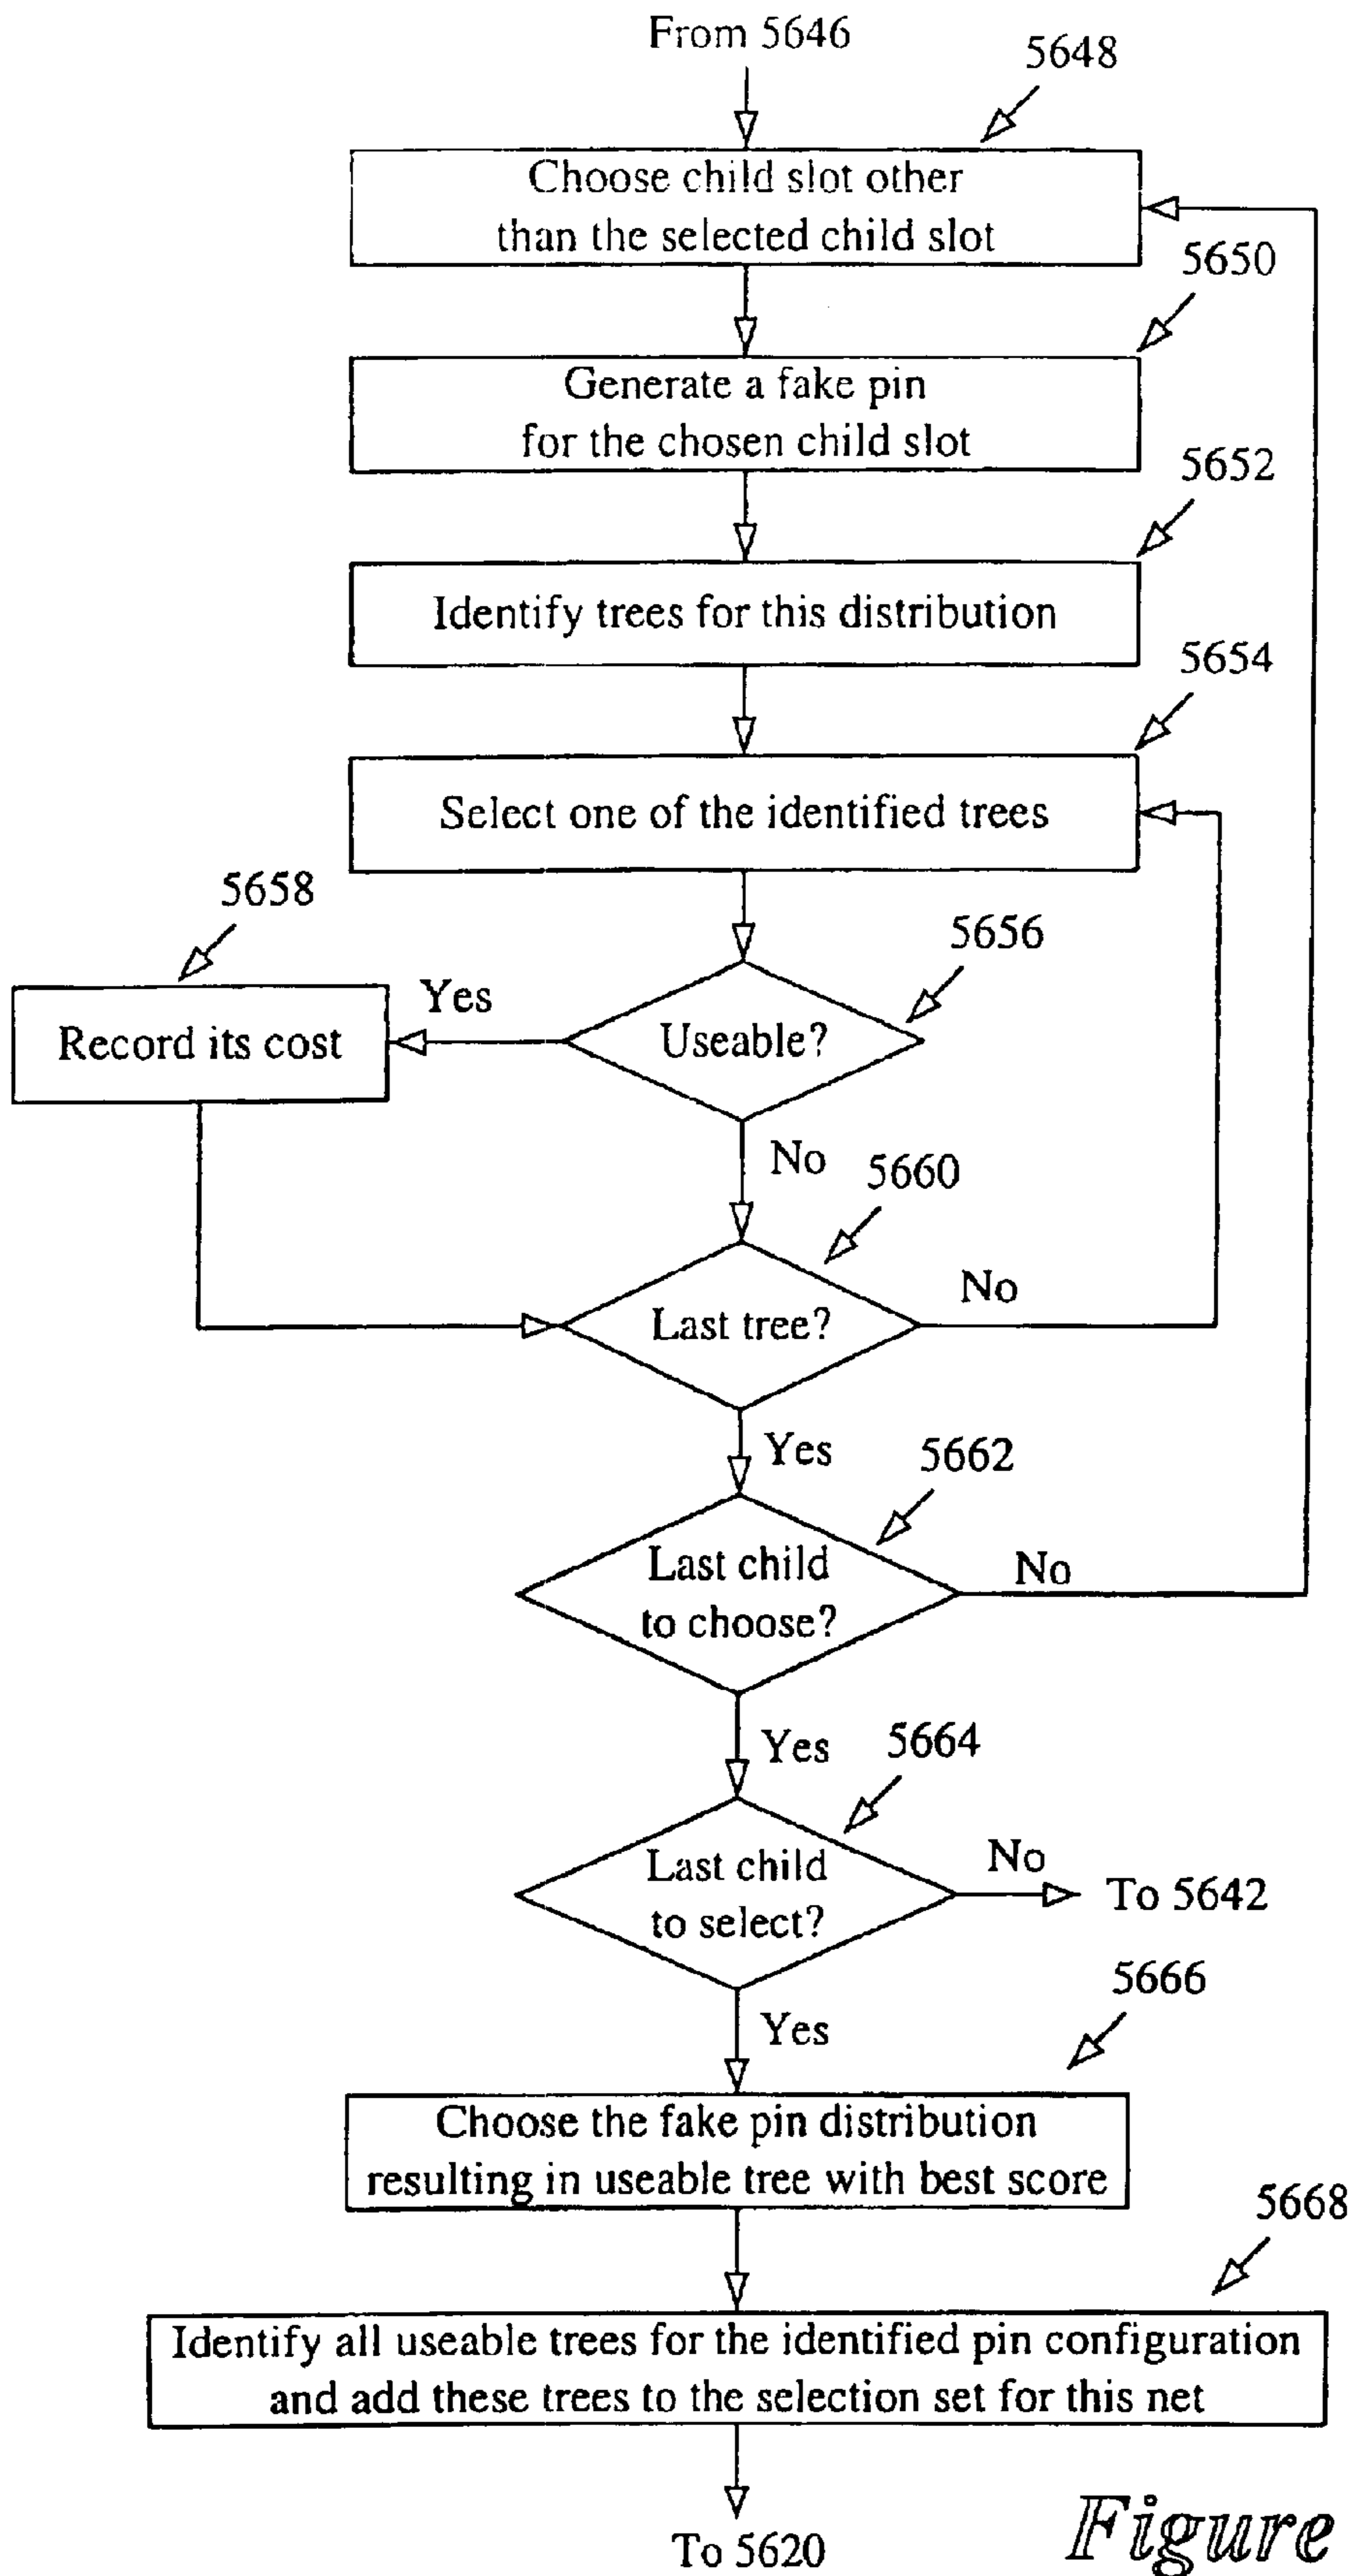 From 5646
5648
Choose child slot other
than the selected child slot
5650
Generate a fake pin
for the chosen child slot
5652
Identify trees for this distribution
5654
Select one of the identified trees
5658
5656
Yes
Record its cost
Useable?
No
5660
No
Last tree?
Yes
5662
Last child
to choose?
No
Yes
5664
Last child
to select?
No
To 5642
5666
Yes
Choose the fake pin distribution
resulting in useable tree with best score
5668
Identify all useable trees for the identified pin configuration
and add these trees to the selection set for this net
To 5620
Figure